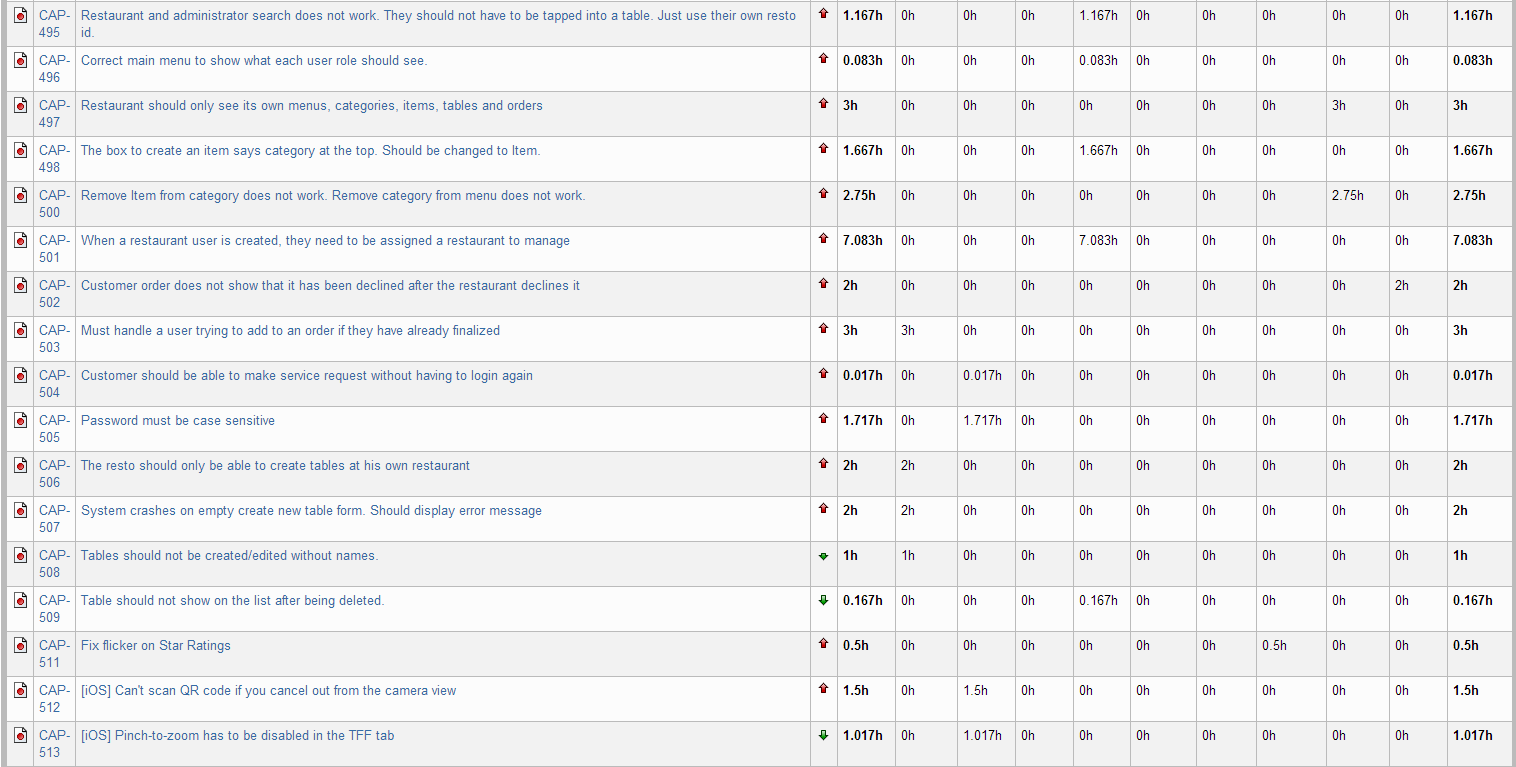 CAP- Restaurant and administrator search does not work. They should not have to be tapped into a table. Just use their own resto 1.167h 0h 0h 0h 1.167h 0h 0h 0h 0h 0h 1.167h
495 id.
CAP- Correct main menu to show what each user role should see. 0.083h 0h 0h 0h 0.083h 0h 0h 0h 0h 0h 0.083h
496
CAP- Restaurant should only see its own menus, categories, items, tables and orders 3h 0h 0h 0h 0h 0h 0h 0h 3h 0h 3h
497
CAP- The box to create an item says category at the top. Should be changed to Item. 1.667h 0h 0h 0h 1.667h 0h 0h 0h 0h 0h 1.667h
498
CAP- Remove Item from category does not work. Remove category from menu does not work. 2.75h 0h 0h 0h 0h 0h 0h 0h 2.75h 0h 2.75h
500
CAP- When a restaurant user is created, they need to be assigned a restaurant to manage 7.083h 0h 0h 0h 7.083h 0h 0h 0h 0h 0h 7.083h
501
CAP- Customer order does not show that it has been declined after the restaurant declines it 2h 0h 0h 0h 0h 0h 0h 0h 0h 2h 2h
502
CAP- Must handle a user trying to add to an order if they have already finalized 3h 3h 0h 0h 0h 0h 0h 0h 0h 0h 3h
503
CAP- Customer should be able to make service request without having to login again 0.017h 0h 0.017h 0h 0h 0h 0h 0h 0h 0h 0.017h
504
CAP- Password must be case sensitive 1.717h 0h 1.717h 0h 0h 0h 0h 0h 0h 0h 1.717h
505
CAP- The resto should only be able to create tables at his own restaurant 2h 2h 0h 0h 0h 0h 0h 0h 0h 0h 2h
506
CAP- System crashes on empty create new table form. Should display error message 2h 2h 0h 0h 0h 0h 0h 0h 0h 0h 2h
507
CAP- Tables should not be created/edited without names. 1h 1h 0h 0h 0h 0h 0h 0h 0h 0h 1h
508
CAP- Table should not show on the list after being deleted. 0.167h 0h 0h 0h 0.167h 0h 0h 0h 0h 0h 0.167h
509
CAP- Fix flicker on Star Ratings 0.5h 0h 0h 0h 0h 0h 0h 0.5h 0h 0h 0.5h
511
CAP- [iOS] Can't scan QR code if you cancel out from the camera view 1.5h 0h 1.5h 0h 0h 0h 0h 0h 0h 0h 1.5h
512
CAP- [iOS] Pinch-to-zoom has to be disabled in the TFF tab 1.017h 0h 1.017h 0h 0h 0h 0h 0h 0h 0h 1.017h
513